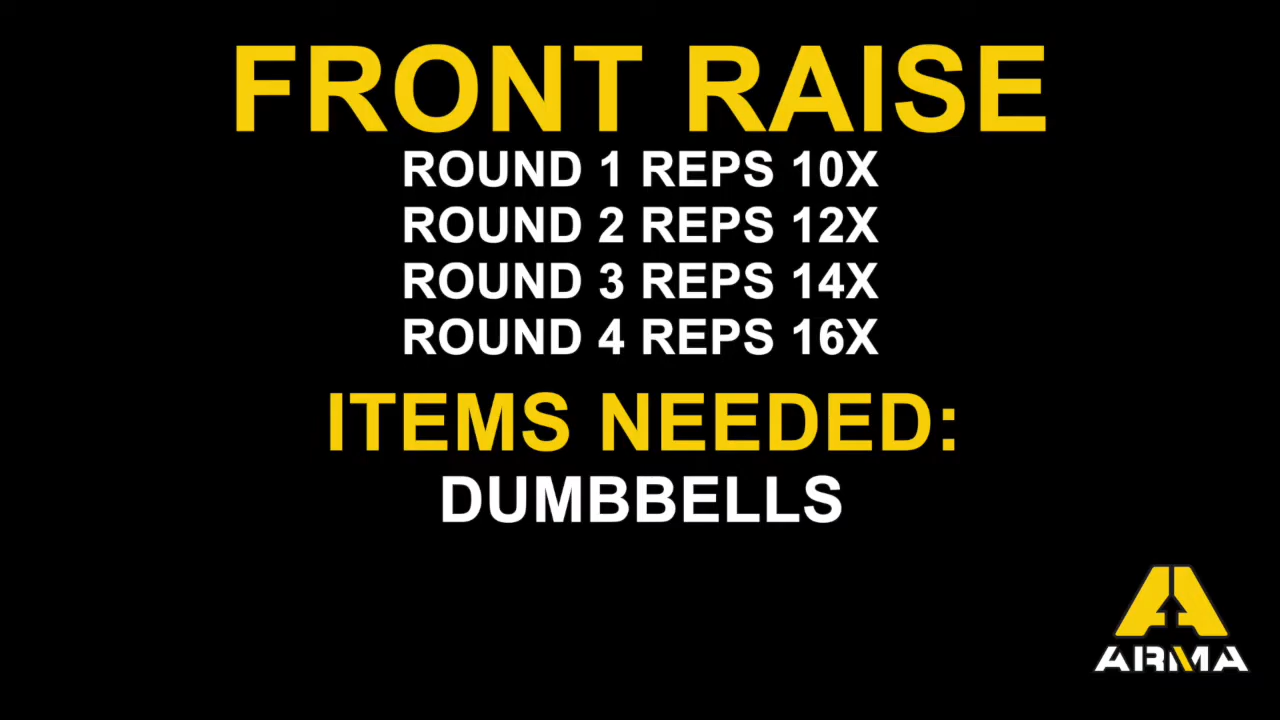 FRONT RAISE
ROUND 1 REPS 10X
ROUND 2 REPS 12X
ROUND 3 REPS 14X
ROUND 4 REPS 16X
ITEMS NEEDED:
DUMBBELLS
ARMA